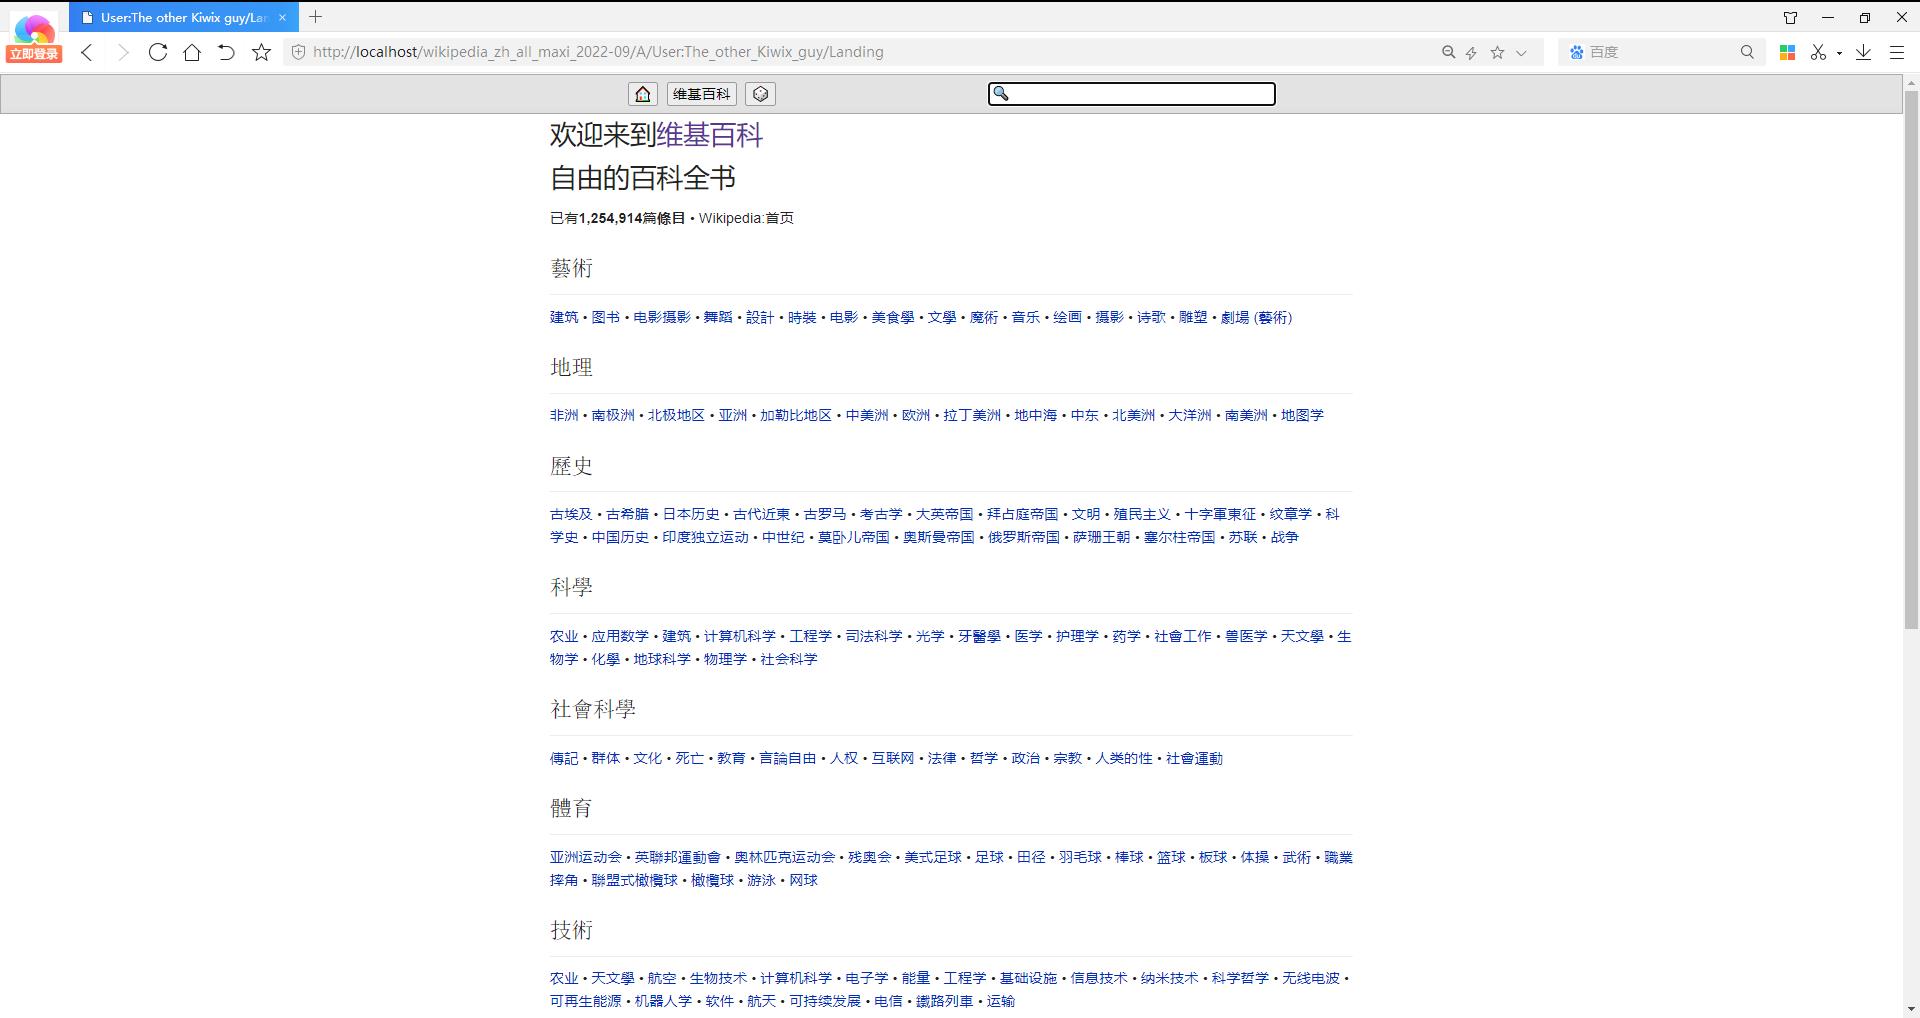 User:The other Kiwix guy/Lan
立即登录
http://localhost/wikipedia_zh_all_maxi_2022-09/A/User:The_other_Kiwix_guy/Landing
百度
维基百科
欢迎来到维基百科
自由的百科全书
已有1,254,914篇條目 • Wikipedia:首页
藝術
建筑 • 图书 • 电影摄影 • 舞蹈 • 設計 • 時裝 • 电影 • 美食學 • 文學 • 魔術 • 音乐 • 绘画 • 摄影 • 诗歌 • 雕塑 • 劇場 (藝術)
地理
非洲 • 南极洲 • 北极地区 • 亚洲 • 加勒比地区 • 中美洲 • 欧洲 • 拉丁美洲 • 地中海 • 中东 • 北美洲 • 大洋洲 • 南美洲 • 地图学
歷史
古埃及 • 古希腊 • 日本历史 • 古代近東 • 古罗马 • 考古学 • 大英帝国 • 拜占庭帝国 • 文明 • 殖民主义 • 十字軍東征 • 纹章学 • 科
学史 • 中国历史 • 印度独立运动 • 中世纪 • 莫卧儿帝国 • 奥斯曼帝国 • 俄罗斯帝国 • 萨珊王朝 • 塞尔柱帝国 • 苏联 • 战争
科學
农业 • 应用数学 • 建筑 • 计算机科学 • 工程学 • 司法科学 • 光学 • 牙醫學 • 医学 • 护理学 • 药学 • 社會工作 • 兽医学 • 天文學 • 生
物学 • 化學 • 地球科学 • 物理学 • 社会科学
社會科學
傳記 • 群体 • 文化 • 死亡 • 教育 • 言論自由 • 人权 • 互联网 • 法律 • 哲学 • 政治 • 宗教 • 人类的性 • 社會運動
體育
亚洲运动会 • 英聯邦運動會 • 奥林匹克运动会 • 残奥会 • 美式足球 • 足球 • 田径 • 羽毛球 • 棒球 • 篮球 • 板球 • 体操 • 武術 • 職業
摔角 • 聯盟式橄欖球 • 橄欖球 • 游泳 • 网球
技術
农业 • 天文學 • 航空 • 生物技术 • 计算机科学 • 电子学 • 能量 • 工程学 • 基础设施 • 信息技术 • 纳米技术 • 科学哲学 • 无线电波 •
可再生能源 • 机器人学 • 软件 • 航天 • 可持续发展 • 电信 • 鐵路列車 • 运输